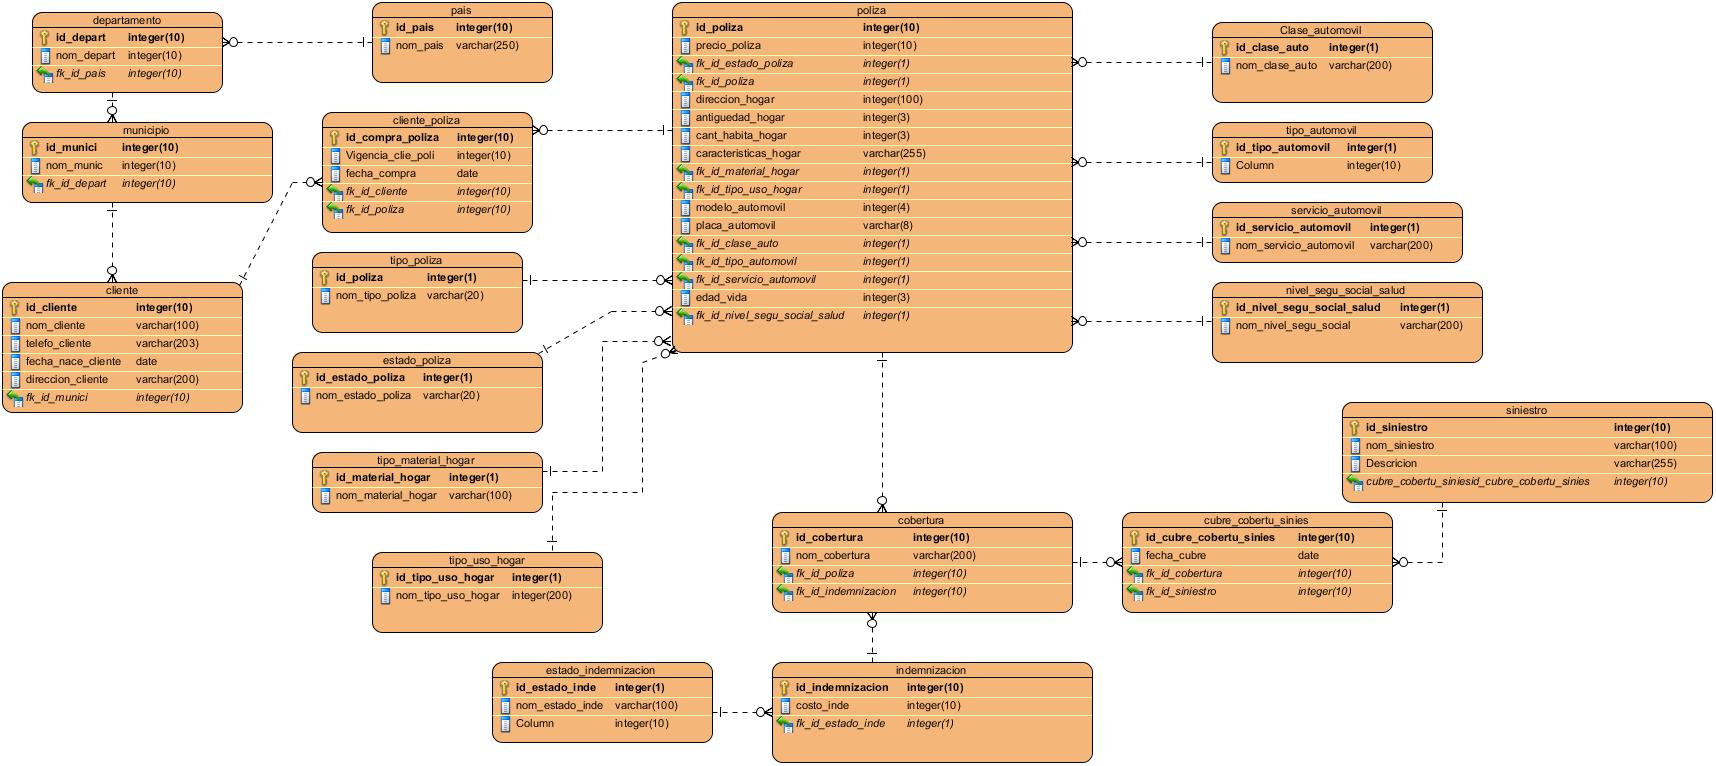 departamento
id_depart integer(10)
nom_depart integer(10)
fk_id_pais integer(10)
pais
id_pais integer(10)
nom_pais varchar(250)
municipio
id_munici integer(10)
nom_munic integer(10)
fk_id_depart integer(10)
cliente_poliza
id_compra_poliza integer(10)
Vigencia_clie_poli integer(10)
fecha_compra date
fk_id_cliente integer(10)
fk_id_poliza integer(10)
cliente
id_cliente integer(10)
nom_cliente varchar(100)
telefo_cliente varchar(203)
fecha_nace_cliente date
direccion_cliente varchar(200)
fk_id_munici integer(10)
tipo_poliza
id_poliza integer(1)
nom_tipo_poliza varchar(20)
estado_poliza
id_estado_poliza integer(1)
nom_estado_poliza varchar(20)
tipo_material_hogar
id_material_hogar integer(1)
nom_material_hogar varchar(100)
tipo_uso_hogar
id_tipo_uso_hogar integer(1)
nom_tipo_uso_hogar integer(200)
poliza
id_poliza integer(10)
precio_poliza integer(10)
fk_id_estado_poliza integer(1)
fk_id_poliza integer(1)
direccion_hogar integer(100)
antiguedad_hogar integer(3)
cant_habita_hogar integer(3)
caracteristicas_hogar varchar(255)
fk_id_material_hogar integer(1)
fk_id_tipo_uso_hogar integer(1)
modelo_automovil integer(4)
placa_automovil varchar(8)
fk_id_clase_auto integer(1)
fk_id_tipo_automovil integer(1)
fk_id_servicio_automovil integer(1)
edad_vida integer(3)
fk_id_nivel_segu_social_salud integer(1)
Clase_automovil
id_clase_auto integer(1)
nom_clase_auto varchar(200)
tipo_automovil
id_tipo_automovil integer(1)
Column integer(10)
servicio_automovil
id_servicio_automovil integer(1)
nom_servicio_automovil varchar(200)
nivel_segu_social_salud
id_nivel_segu_social_salud integer(1)
nom_nivel_segu_social varchar(200)
siniestro
id_siniestro integer(10)
nom_siniestro varchar(100)
Descricion varchar(255)
cubre_cobertu_siniesid_cubre_cobertu_sinies integer(10)
cobertura
id_cobertura integer(10)
nom_cobertura varchar(200)
fk_id_poliza integer(10)
fk_id_indemnizacion integer(10)
cubre_cobertu_sinies
id_cubre_cobertu_sinies integer(10)
fecha_cubre date
fk_id_cobertura integer(10)
fk_id_siniestro integer(10)
estado_indemnizacion
id_estado_inde integer(1)
nom_estado_inde varchar(100)
Column integer(10)
indemnizacion
id_indemnizacion integer(10)
costo_inde integer(10)
fk_id_estado_inde integer(1)